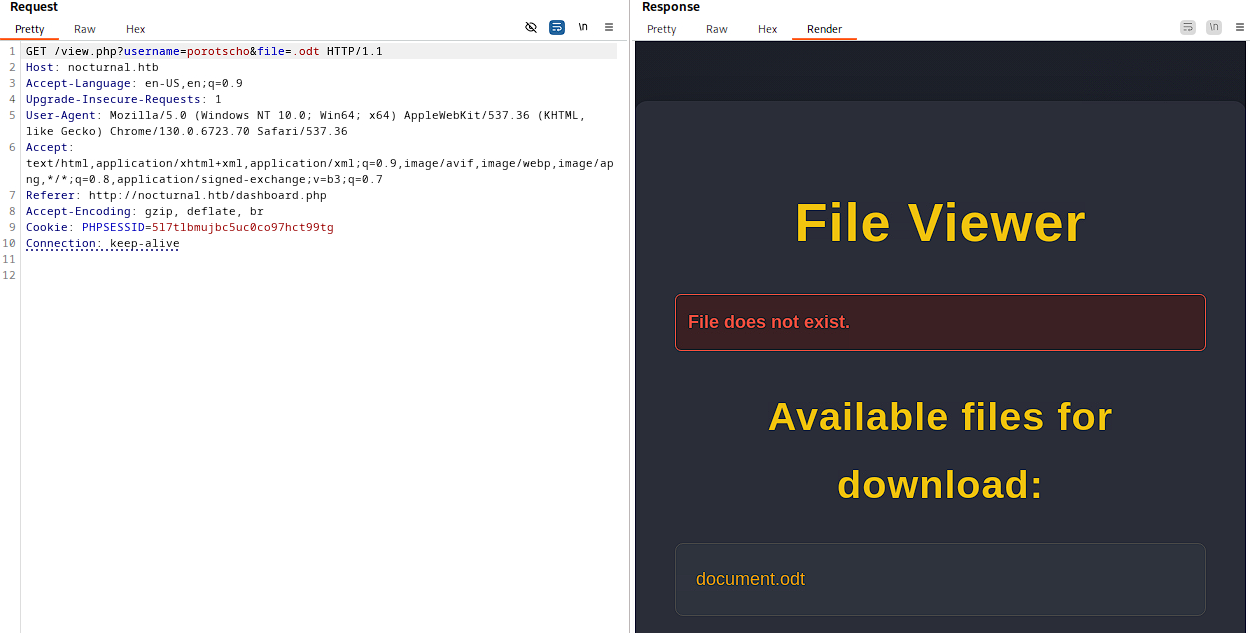 Request
Response
Pretty Raw Hex \n
Pretty Raw Hex Render \n
1 GET /view.php?username=porotscho&file=.odt HTTP/1.1
2 Host: nocturnal.htb
3 Accept-Language: en-US,en;q=0.9
4 Upgrade-Insecure-Requests: 1
5 User-Agent: Mozilla/5.0 (Windows NT 10.0; Win64; x64) AppleWebKit/537.36 (KHTML,
like Gecko) Chrome/130.0.6723.70 Safari/537.36
6 Accept:
text/html,application/xhtml+xml,application/xml;q=0.9,image/avif,image/webp,image/ap
ng,*/*;q=0.8,application/signed-exchange;v=b3;q=0.7
7 Referer: http://nocturnal.htb/dashboard.php
8 Accept-Encoding: gzip, deflate, br
9 Cookie: PHPSESSID=5l7tlbmujbc5uc0co97hct99tg
10 Connection: keep-alive
11
12
File Viewer
File does not exist.
Available files for
download:
document.odt